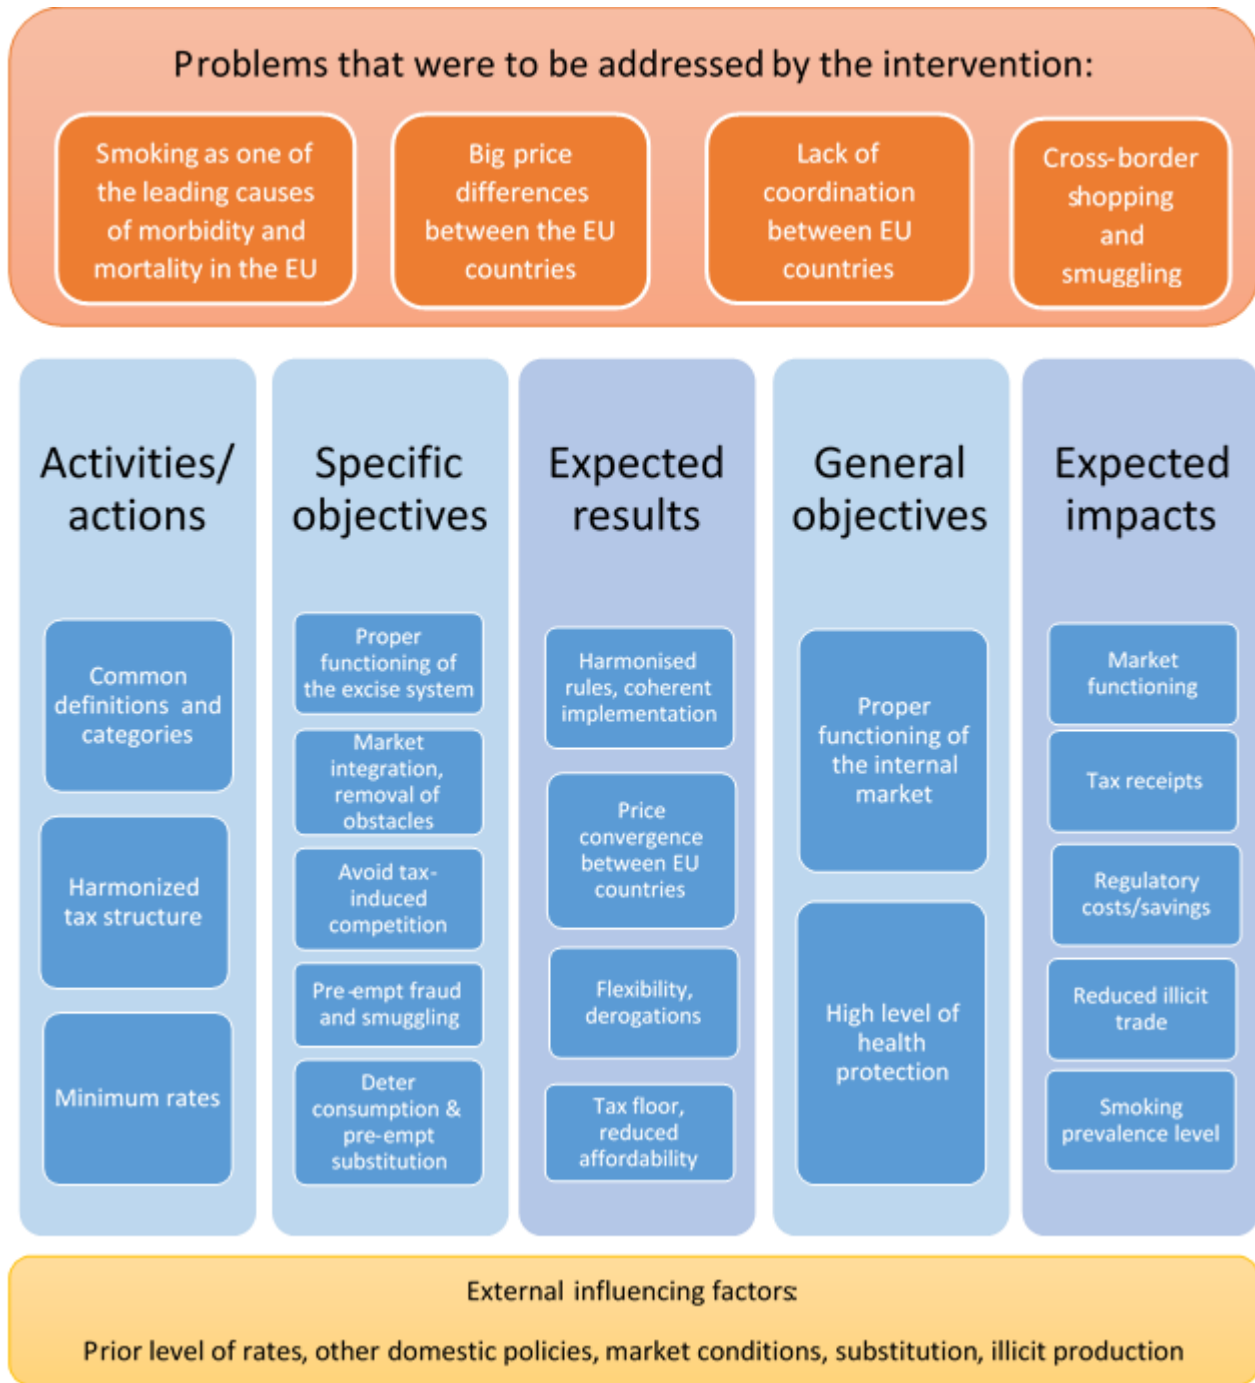 Problems that were to be addressed by the intervention:
Smoking as one of
the leading causes
of morbidity and
mortality in the EU
Big price
differences
between the EU
countries
Lack of
coordination
between EU
countries
Cross-border
shopping
and
smuggling
Activities/
actions
Common
definitions and
categories
Harmonized
tax structure
Minimum rates
Specific
objectives
Proper
functioning of
the excise system
Market
integration,
removal of
obstacles
Avoid tax-
induced
competition
Pre-empt fraud
and smuggling
Deter
consumption &
pre-empt
substitution
Expected
results
Harmonised
rules, coherent
implementation
Price
convergence
between EU
countries
Flexibility,
derogations
Tax floor,
reduced
affordability
General
objectives
Proper
functioning of
the internal
market
High level of
health
protection
Expected
impacts
Market
functioning
Tax receipts
Regulatory
costs/savings
Reduced illicit
trade
Smoking
prevalence level
External influencing factors:
Prior level of rates, other domestic policies, market conditions, substitution, illicit production